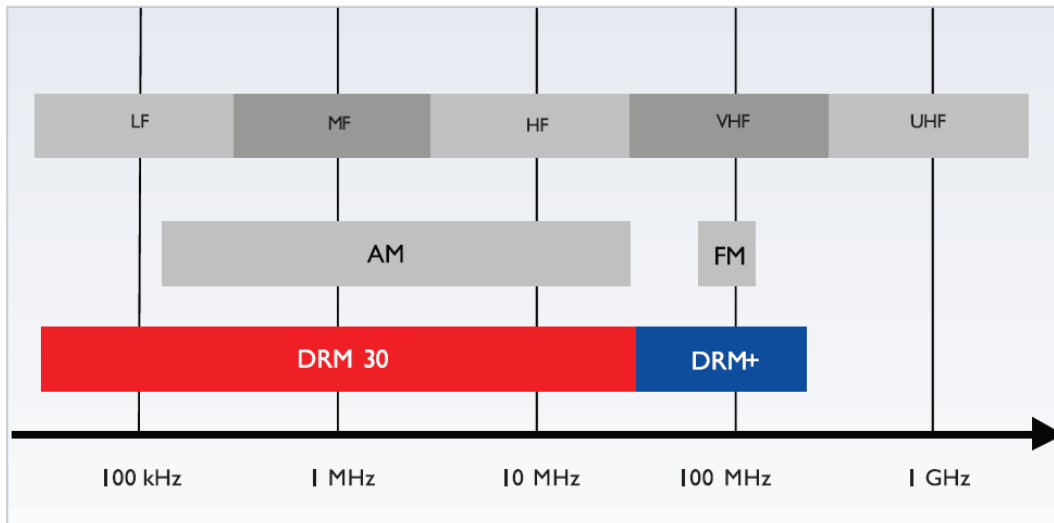 LF MF HF VHF UHF
AM FM
DRM 30 DRM+
100 kHz 1 MHz 10 MHz 100 MHz 1 GHz